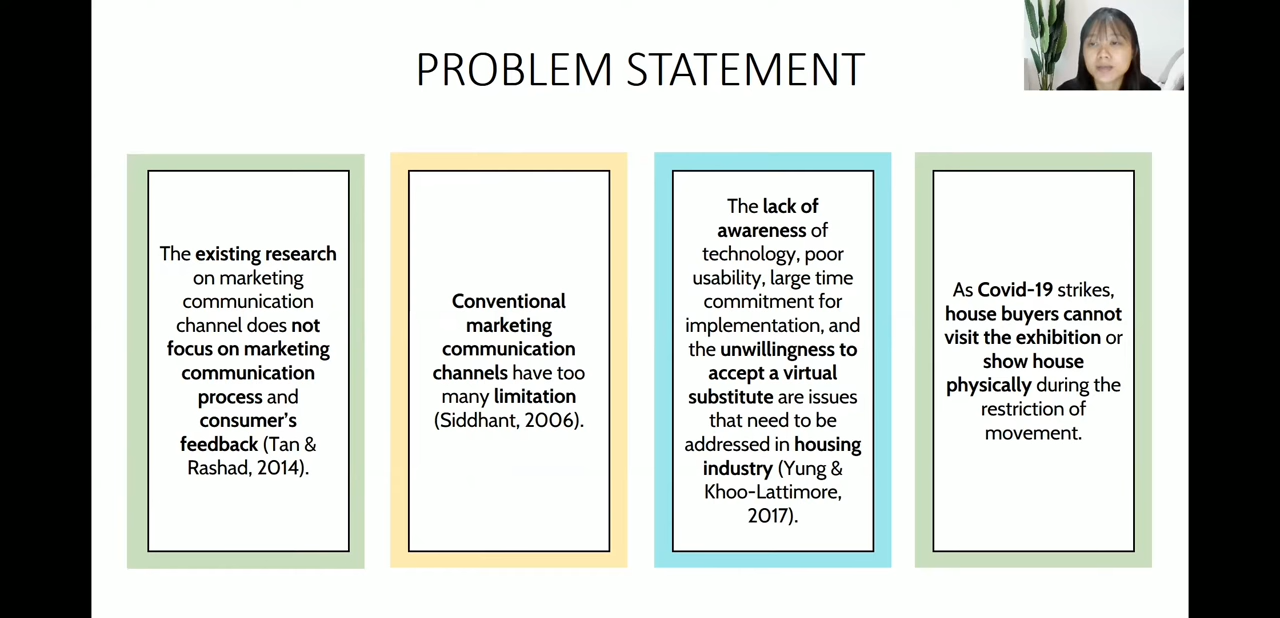 PROBLEM STATEMENT
The existing research
on marketing
communication
channel does not
focus on marketing
communication
process and
consumer's
feedback (Tan &
Rashad, 2014).
Conventional
marketing
communication
channels have too
many limitation
(Siddhant, 2006).
The lack of
awareness of
technology, poor
usability, large time
commitment for
implementation, and
the unwillingness to
accept a virtual
substitute are issues
that need to be
addressed in housing
industry (Yung &
Khoo-Lattimore,
2017).
As Covid-19 strikes,
house buyers cannot
visit the exhibition or
show house
physically during the
restriction of
movement.